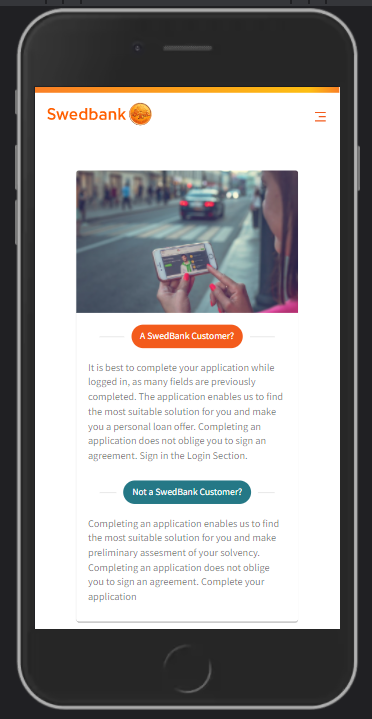 Swedbank
A SwedBank Customer?
It is best to complete your application while
logged in, as many fields are previously
completed. The application enables us to find
the most suitable solution for you and make
you a personal loan offer. Completing an
application does not oblige you to sign an
agreement. Sign in the Login Section.
Not a SwedBank Customer?
Completing an application enables us to find
the most suitable solution for you and make
preliminary assesment of your solvency.
Completing an application does not oblige
you to sign an agreement. Complete your
application